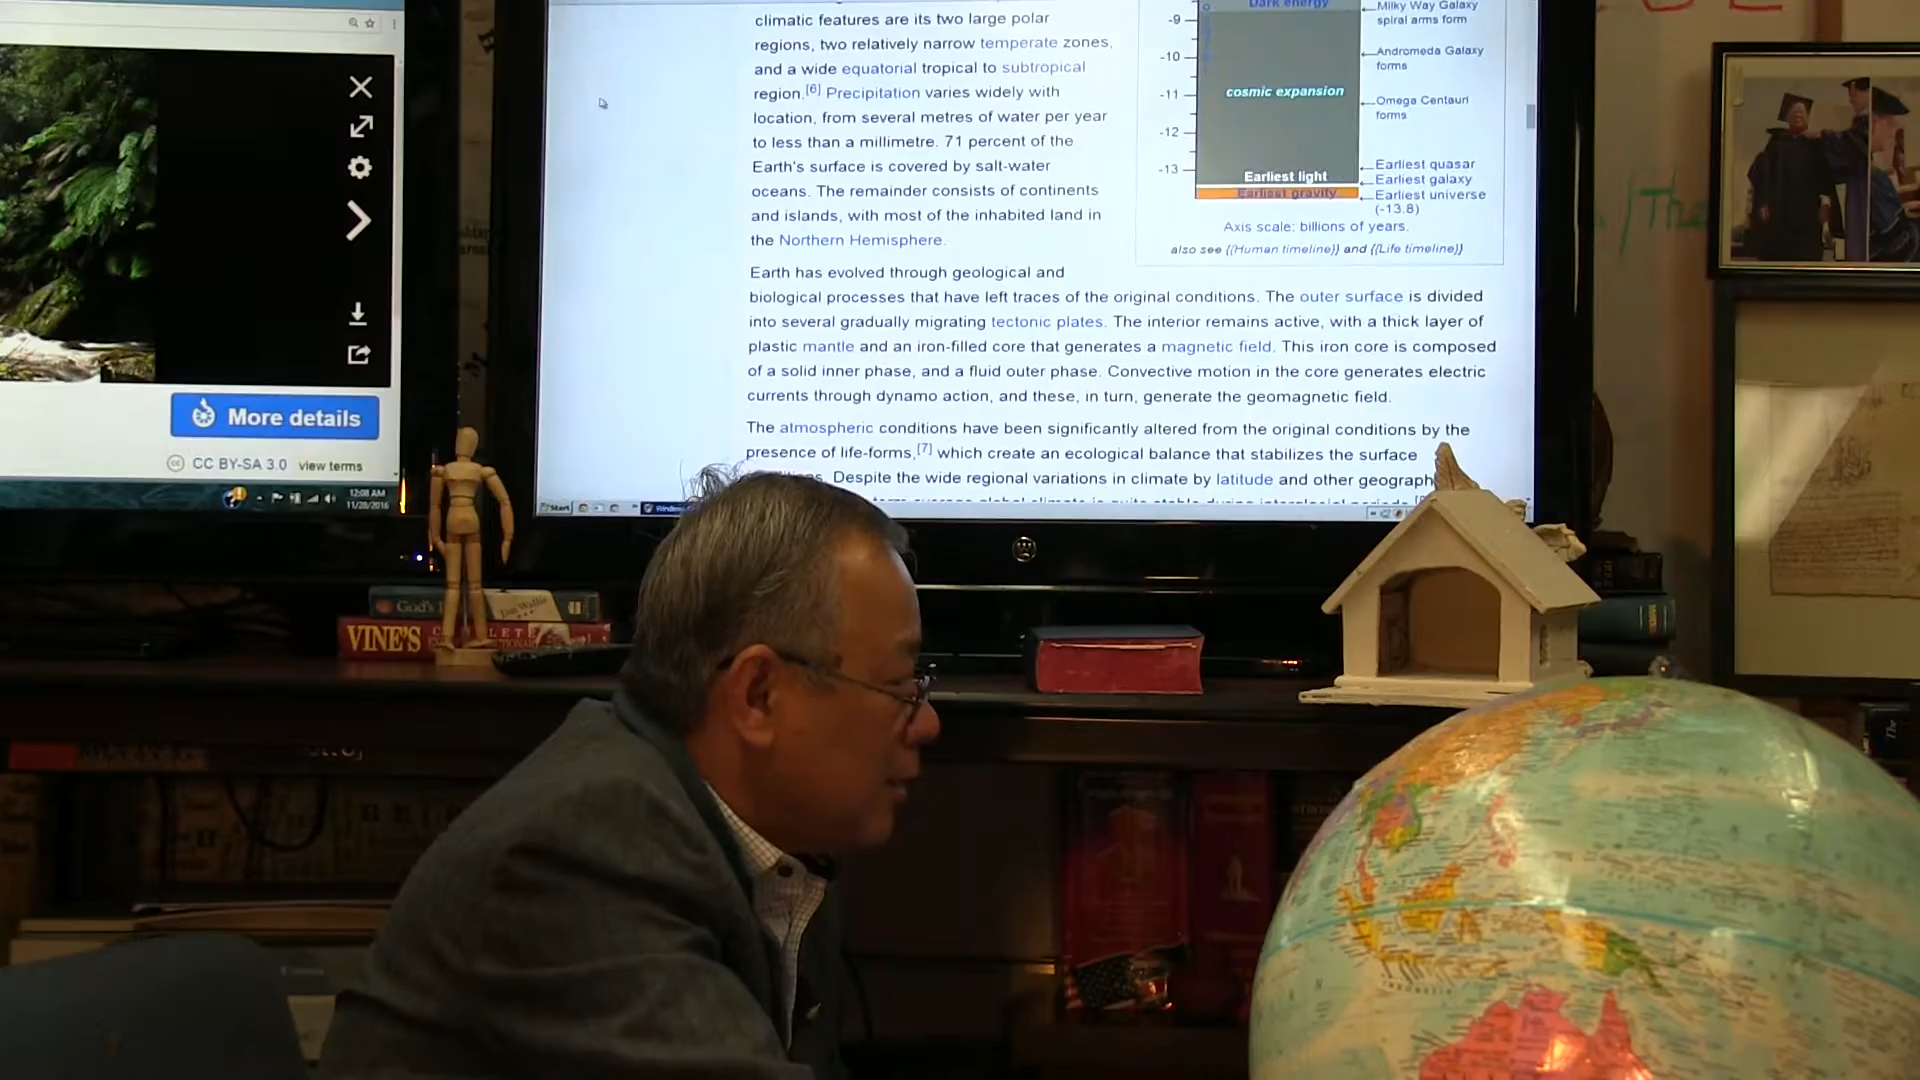 climatic features are its two large polar
regions, two relatively narrow temperate zones,
and a wide equatorial tropical to subtropical
region.[6] Precipitation varies widely with
location, from several metres of water per year
to less than a millimetre. 71 percent of the
Earth's surface is covered by salt-water
oceans. The remainder consists of continents
and islands, with most of the inhabited land in
the Northern Hemisphere.
Dark energy
-9
-10
-11
-12
-13
cosmic expansion
Earliest light
Earliest gravity
Milky Way Galaxy
spiral arms form
Andromeda Galaxy
forms
Omega Centauri
forms
Earliest quasar
Earliest galaxy
Earliest universe
(-13.8)
Axis scale: billions of years.
also see {{Human timeline}} and {{Life timeline}}
Earth has evolved through geological and
biological processes that have left traces of the original conditions. The outer surface is divided
into several gradually migrating tectonic plates. The interior remains active, with a thick layer of
plastic mantle and an iron-filled core that generates a magnetic field. This iron core is composed
of a solid inner phase, and a fluid outer phase. Convective motion in the core generates electric
currents through dynamo action, and these, in turn, generate the geomagnetic field.
The atmospheric conditions have been significantly altered from the original conditions by the
presence of life-forms,[7] which create an ecological balance that stabilizes the surface
Despite the wide regional variations in climate by latitude and other
Start
More details
CC BY-SA 3.0 view terms
12:08 AM
11/28/2016
God's
VINE'S
INDONESIA